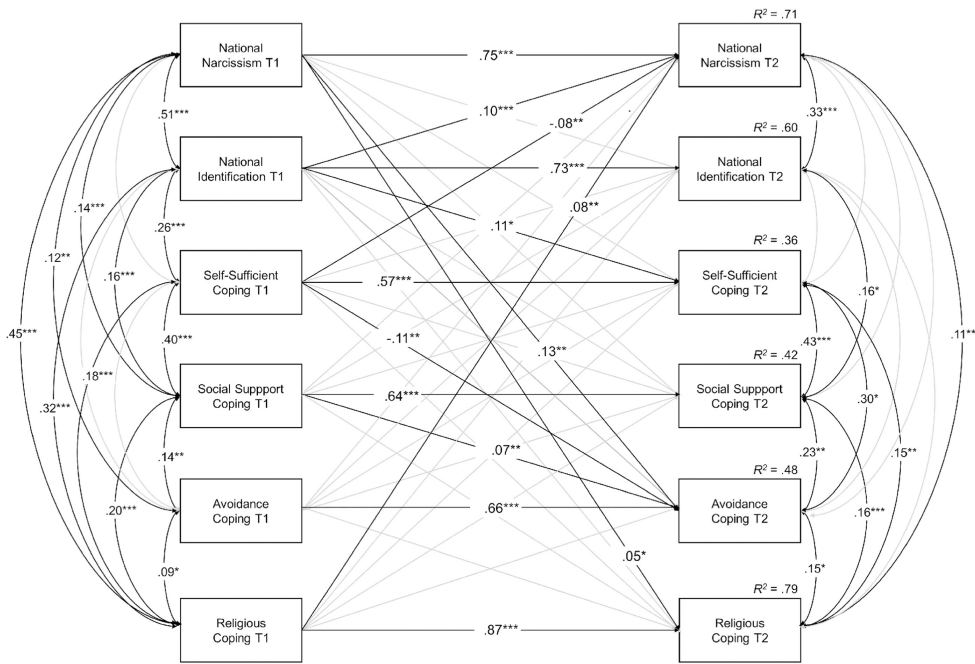 R² = .71
National
Narcissism T1
.75***
National
Narcissism T2
.51***
.10***
-.08**
.33***
R² = .60
National
Identification T1
.73***
National
Identification T2
.14***
.08**
.26***
.11*
R² = .36
.12**
.16***
Self-Sufficient
Coping T1
.57***
Self-Sufficient
Coping T2
.16*
.45***
.40***
-.11**
.13**
.43***
.11**
R² = .42
.18***
Social Suppport
Coping T1
.64***
Social Suppport
Coping T2
.32***
.30*
.14**
.07**
.23**
.15**
R² = .48
.20***
Avoidance
Coping T1
.66***
Avoidance
Coping T2
.16***
.09*
.05*
.15*
R² = .79
Religious
Coping T1
.87***
Religious
Coping T2